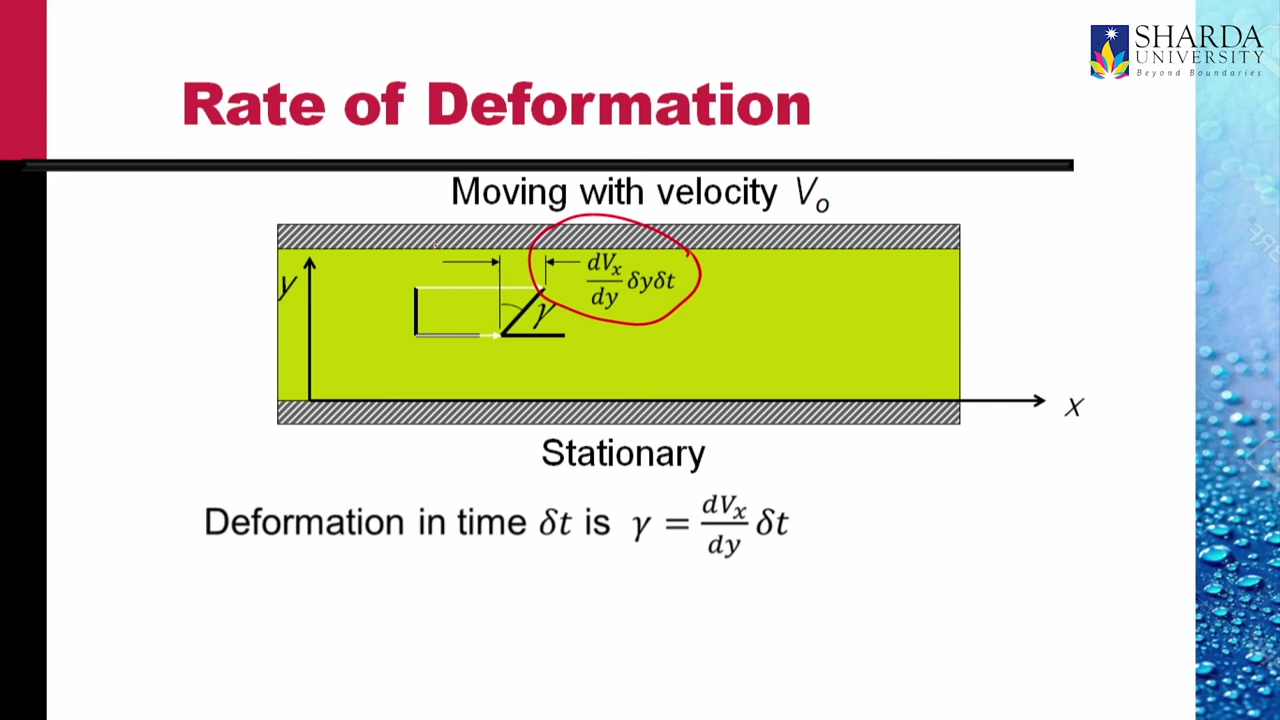 SHARDA
UNIVERSITY
Beyond Boundaries
Rate of Deformation
Moving with velocity Vₒ
y
dVₓ/dy δyδt
γ
x
Stationary
Deformation in time δt is γ = dVₓ/dy δt